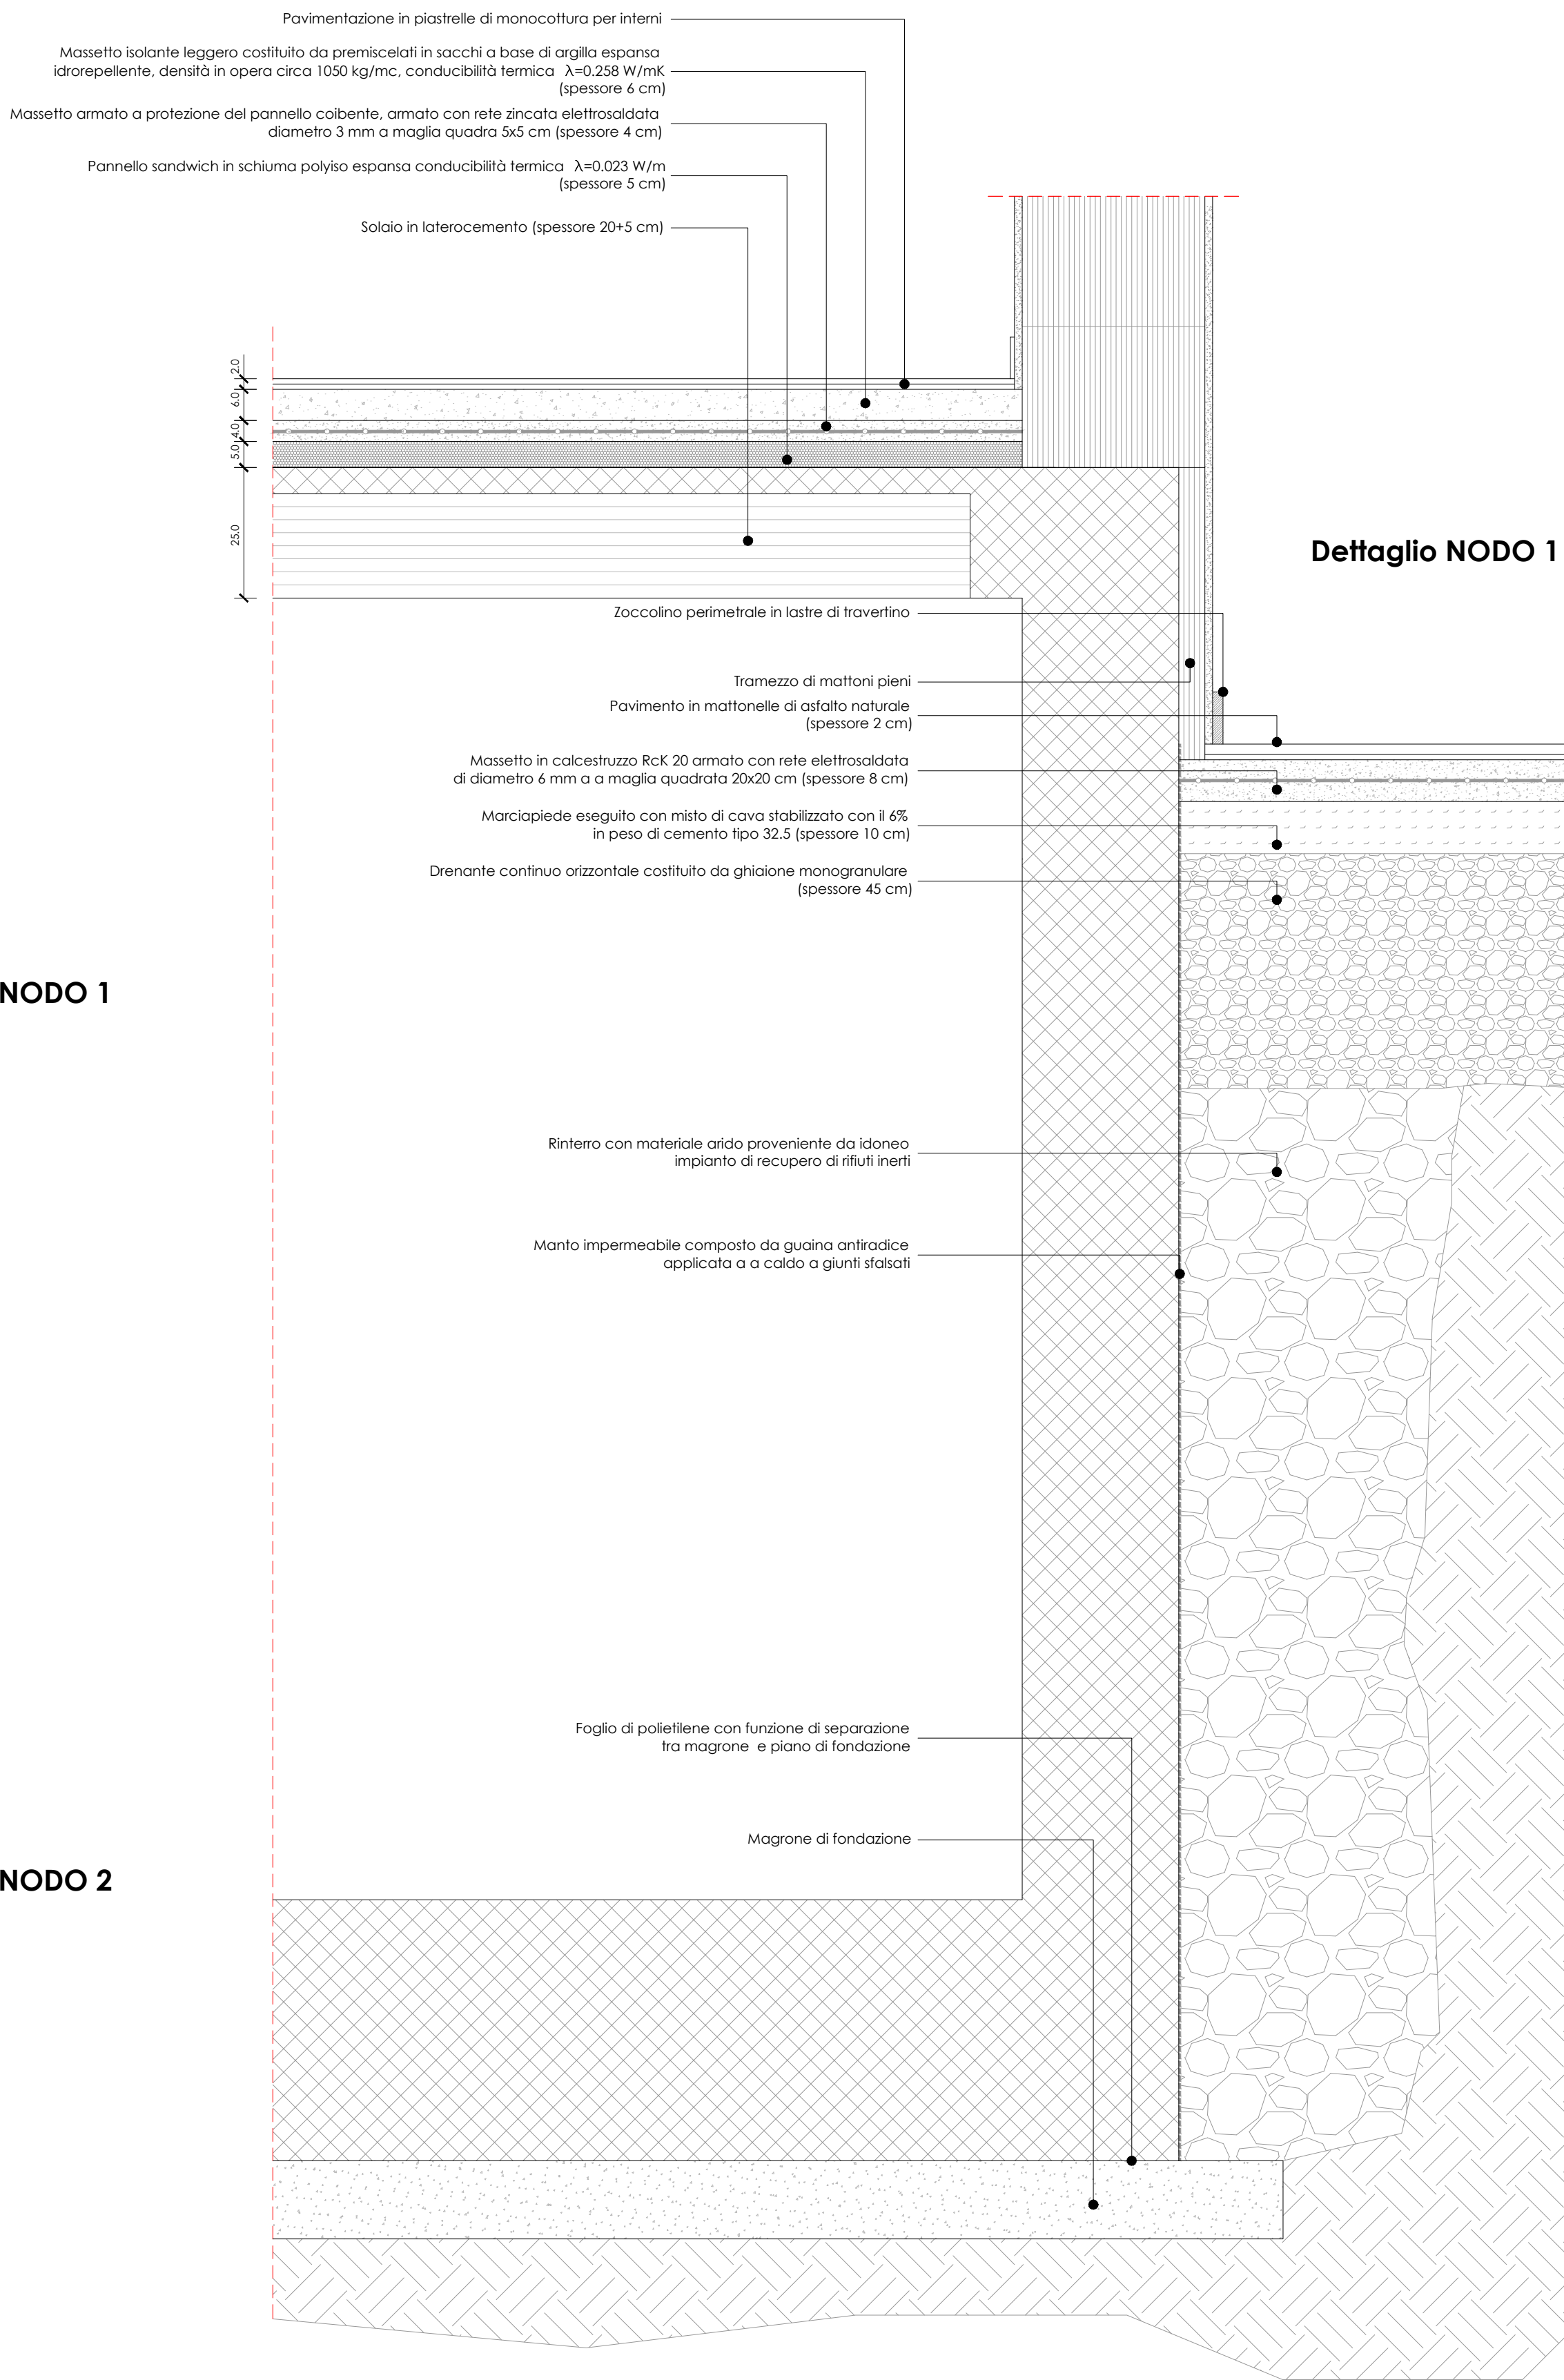 Pavimentazione in piastrelle di monocottura per interni
Massetto isolante leggero costituito da premiscelati in sacchi a base di argilla espansa
idrorepellente, densità in opera circa 1050 kg/mc, conducibilità termica λ=0.258 W/mK
(spessore 6 cm)
Massetto armato a protezione del pannello coibente, armato con rete zincata elettrosaldata
diametro 3 mm a maglia quadra 5x5 cm (spessore 4 cm)
Pannello sandwich in schiuma polyiso espansa conducibilità termica λ=0.023 W/m
(spessore 5 cm)
Solaio in laterocemento (spessore 20+5 cm)
2.0
6.0
4.0
5.0
25.0
Dettaglio NODO 1
Zoccolino perimetrale in lastre di travertino
Tramezzo di mattoni pieni
Pavimento in mattonelle di asfalto naturale
(spessore 2 cm)
Massetto in calcestruzzo RcK 20 armato con rete elettrosaldata
di diametro 6 mm a a maglia quadrata 20x20 cm (spessore 8 cm)
Marciapiede eseguito con misto di cava stabilizzato con il 6%
in peso di cemento tipo 32.5 (spessore 10 cm)
Drenante continuo orizzontale costituito da ghiaione monogranulare
(spessore 45 cm)
NODO 1
Rinterro con materiale arido proveniente da idoneo
impianto di recupero di rifiuti inerti
Manto impermeabile composto da guaina antiradice
applicata a a caldo a giunti sfalsati
Foglio di polietilene con funzione di separazione
tra magrone e piano di fondazione
Magrone di fondazione
NODO 2